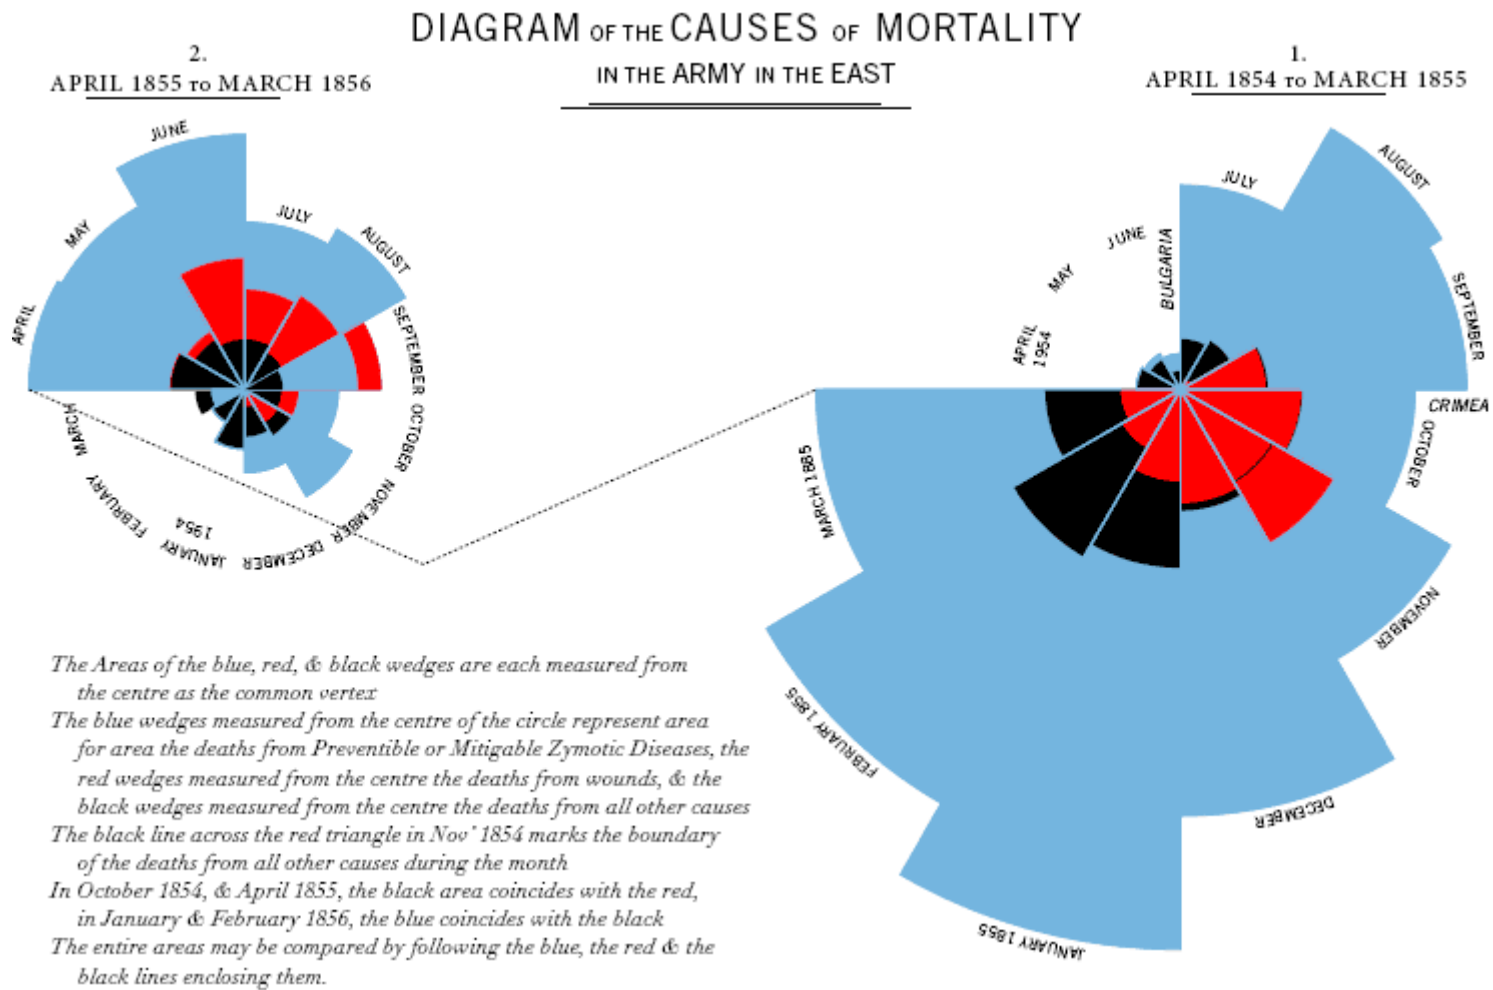 DIAGRAM OF THE CAUSES OF MORTALITY
IN THE ARMY IN THE EAST
2.
APRIL 1855 TO MARCH 1856
1.
APRIL 1854 TO MARCH 1855
APRIL
MAY
JUNE
JULY
AUGUST
SEPTEMBER
OCTOBER
NOVEMBER
DECEMBER
JANUARY
1954
FEBRUARY
MARCH
APRIL
1954
MAY
JUNE
BULGARIA
JULY
AUGUST
SEPTEMBER
CRIMEA
OCTOBER
NOVEMBER
DECEMBER
JANUARY 1855
FEBRUARY 1855
MARCH 1885
The Areas of the blue, red, & black wedges are each measured from
the centre as the common vertex
The blue wedges measured from the centre of the circle represent area
for area the deaths from Preventible or Mitigable Zymotic Diseases, the
red wedges measured from the centre the deaths from wounds, & the
black wedges measured from the centre the deaths from all other causes
The black line across the red triangle in Nov' 1854 marks the boundary
of the deaths from all other causes during the month
In October 1854, & April 1855, the black area coincides with the red,
in January & February 1856, the blue coincides with the black
The entire areas may be compared by following the blue, the red & the
black lines enclosing them.